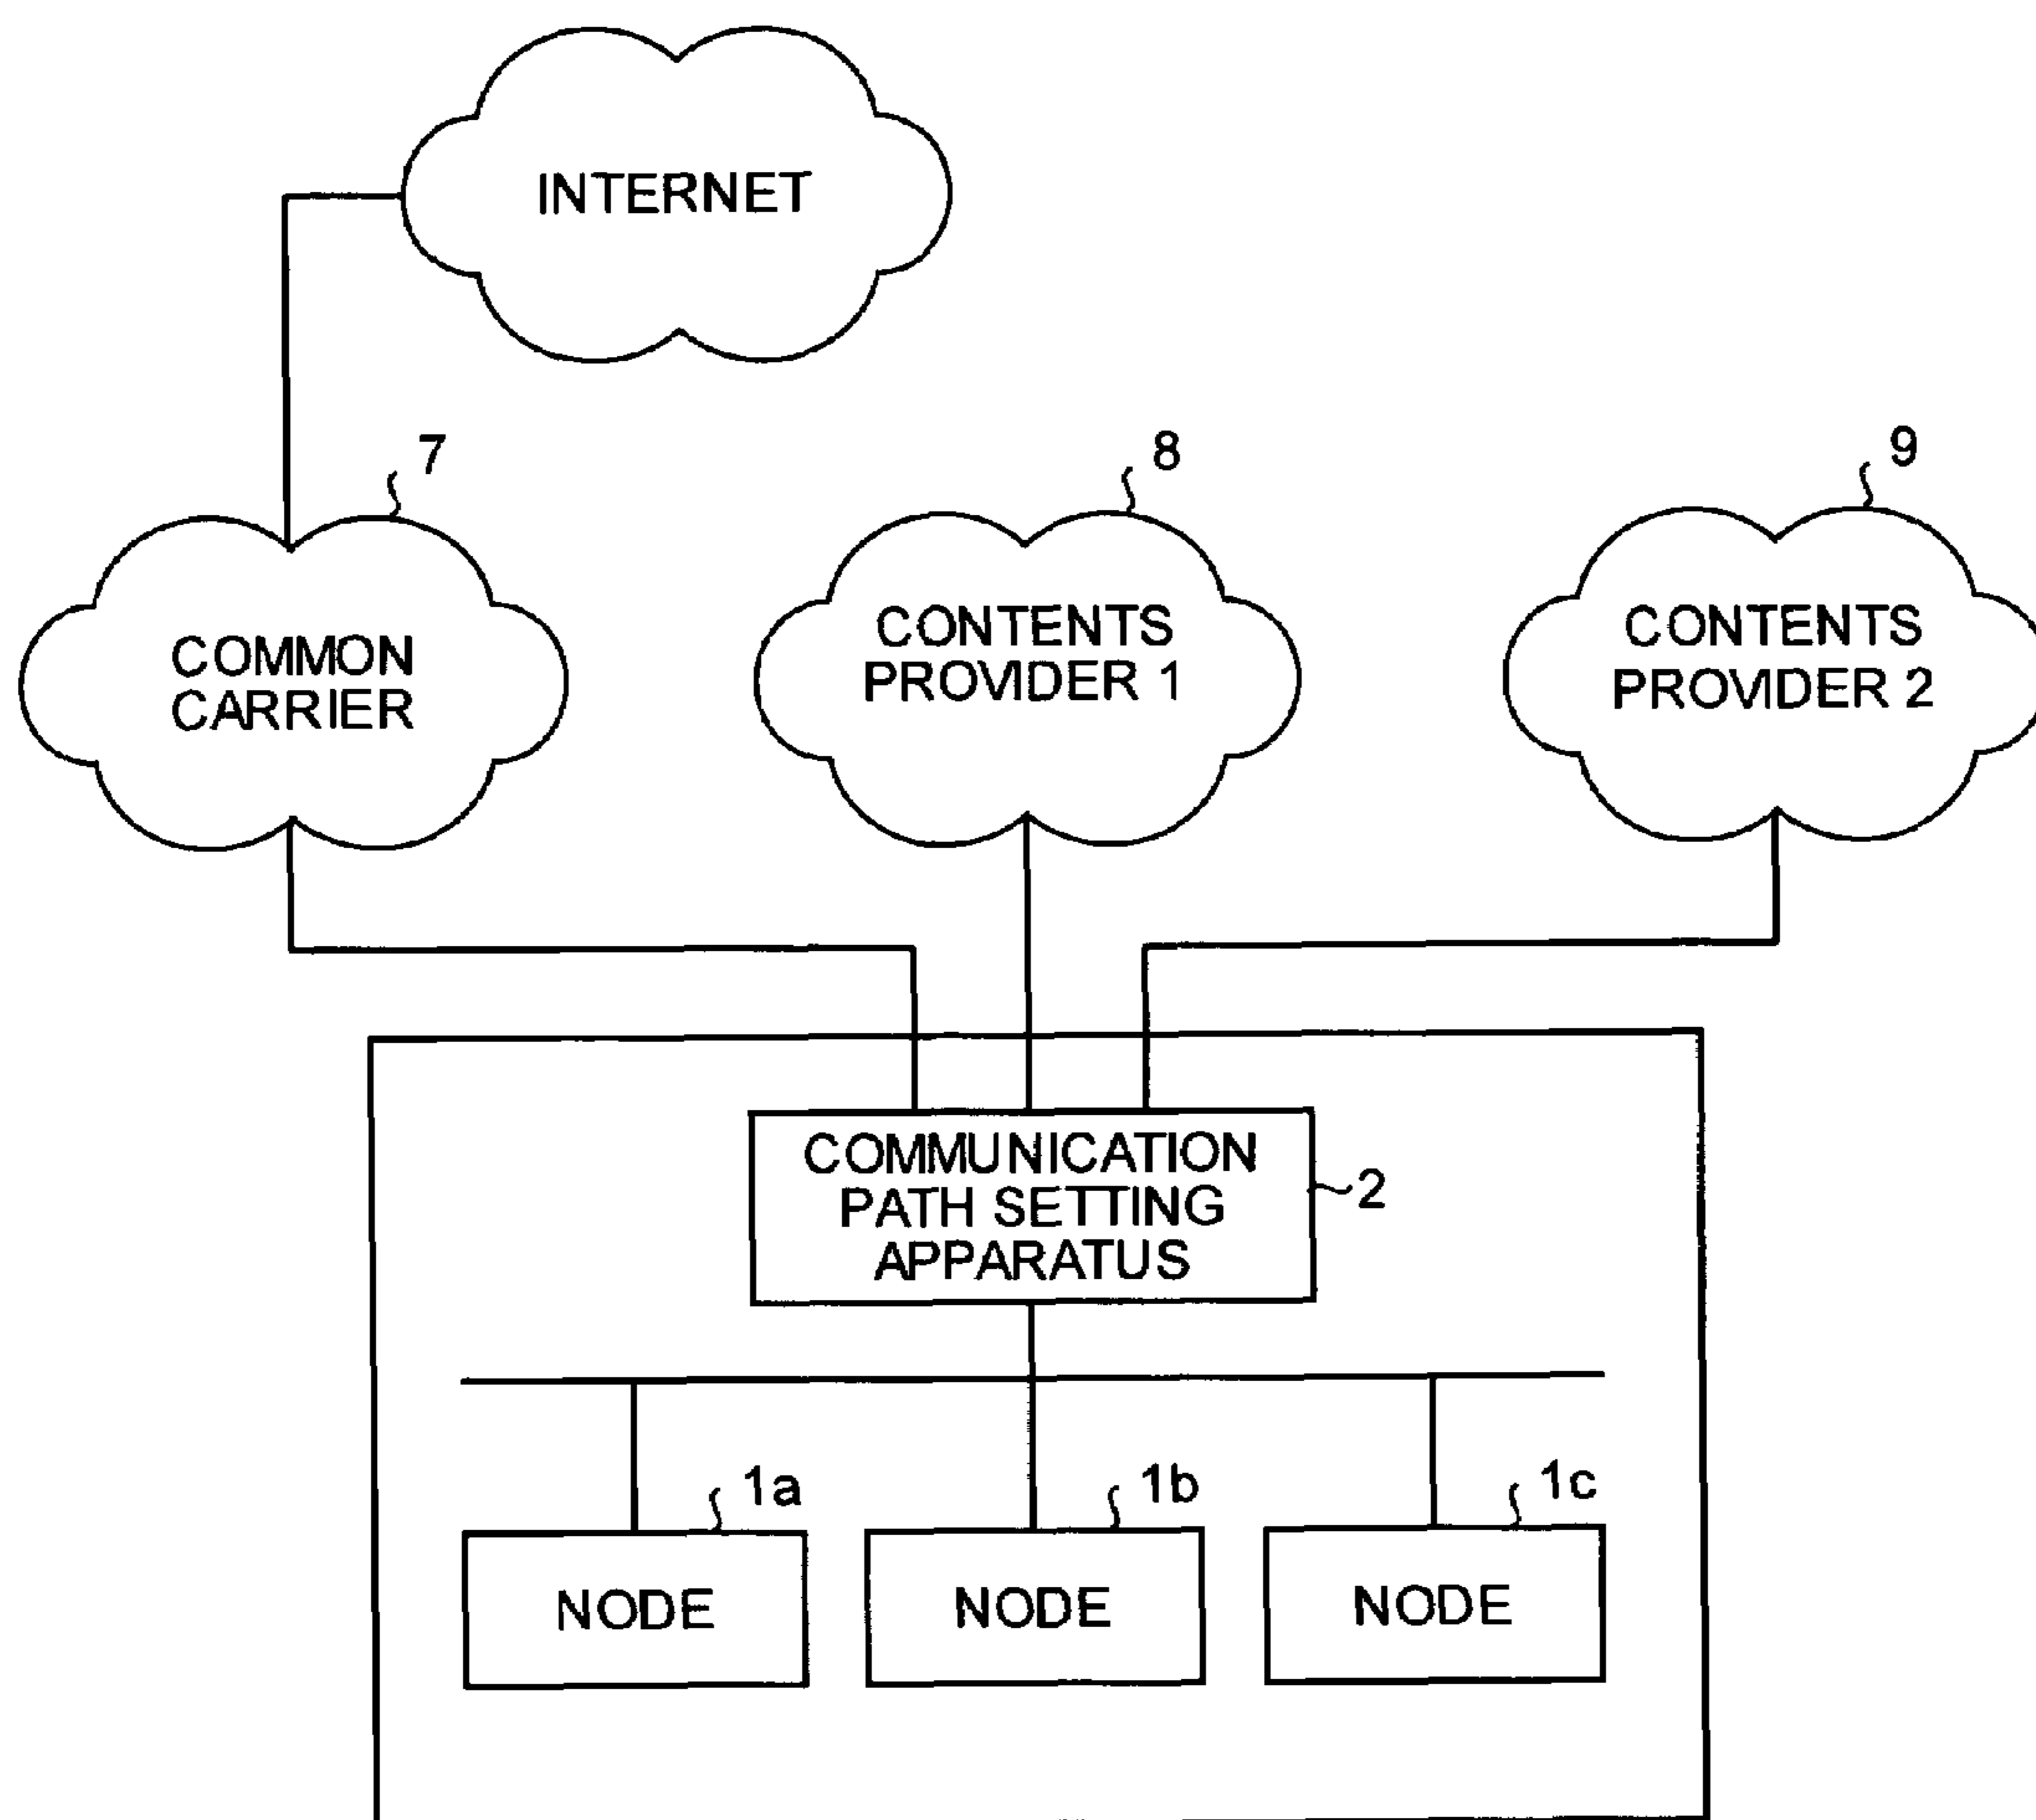 INTERNET
7
8
9
COMMON
CARRIER
CONTENTS
PROVIDER 1
CONTENTS
PROVIDER 2
COMMUNICATION
PATH SETTING
APPARATUS
2
1a
1b
1c
NODE
NODE
NODE